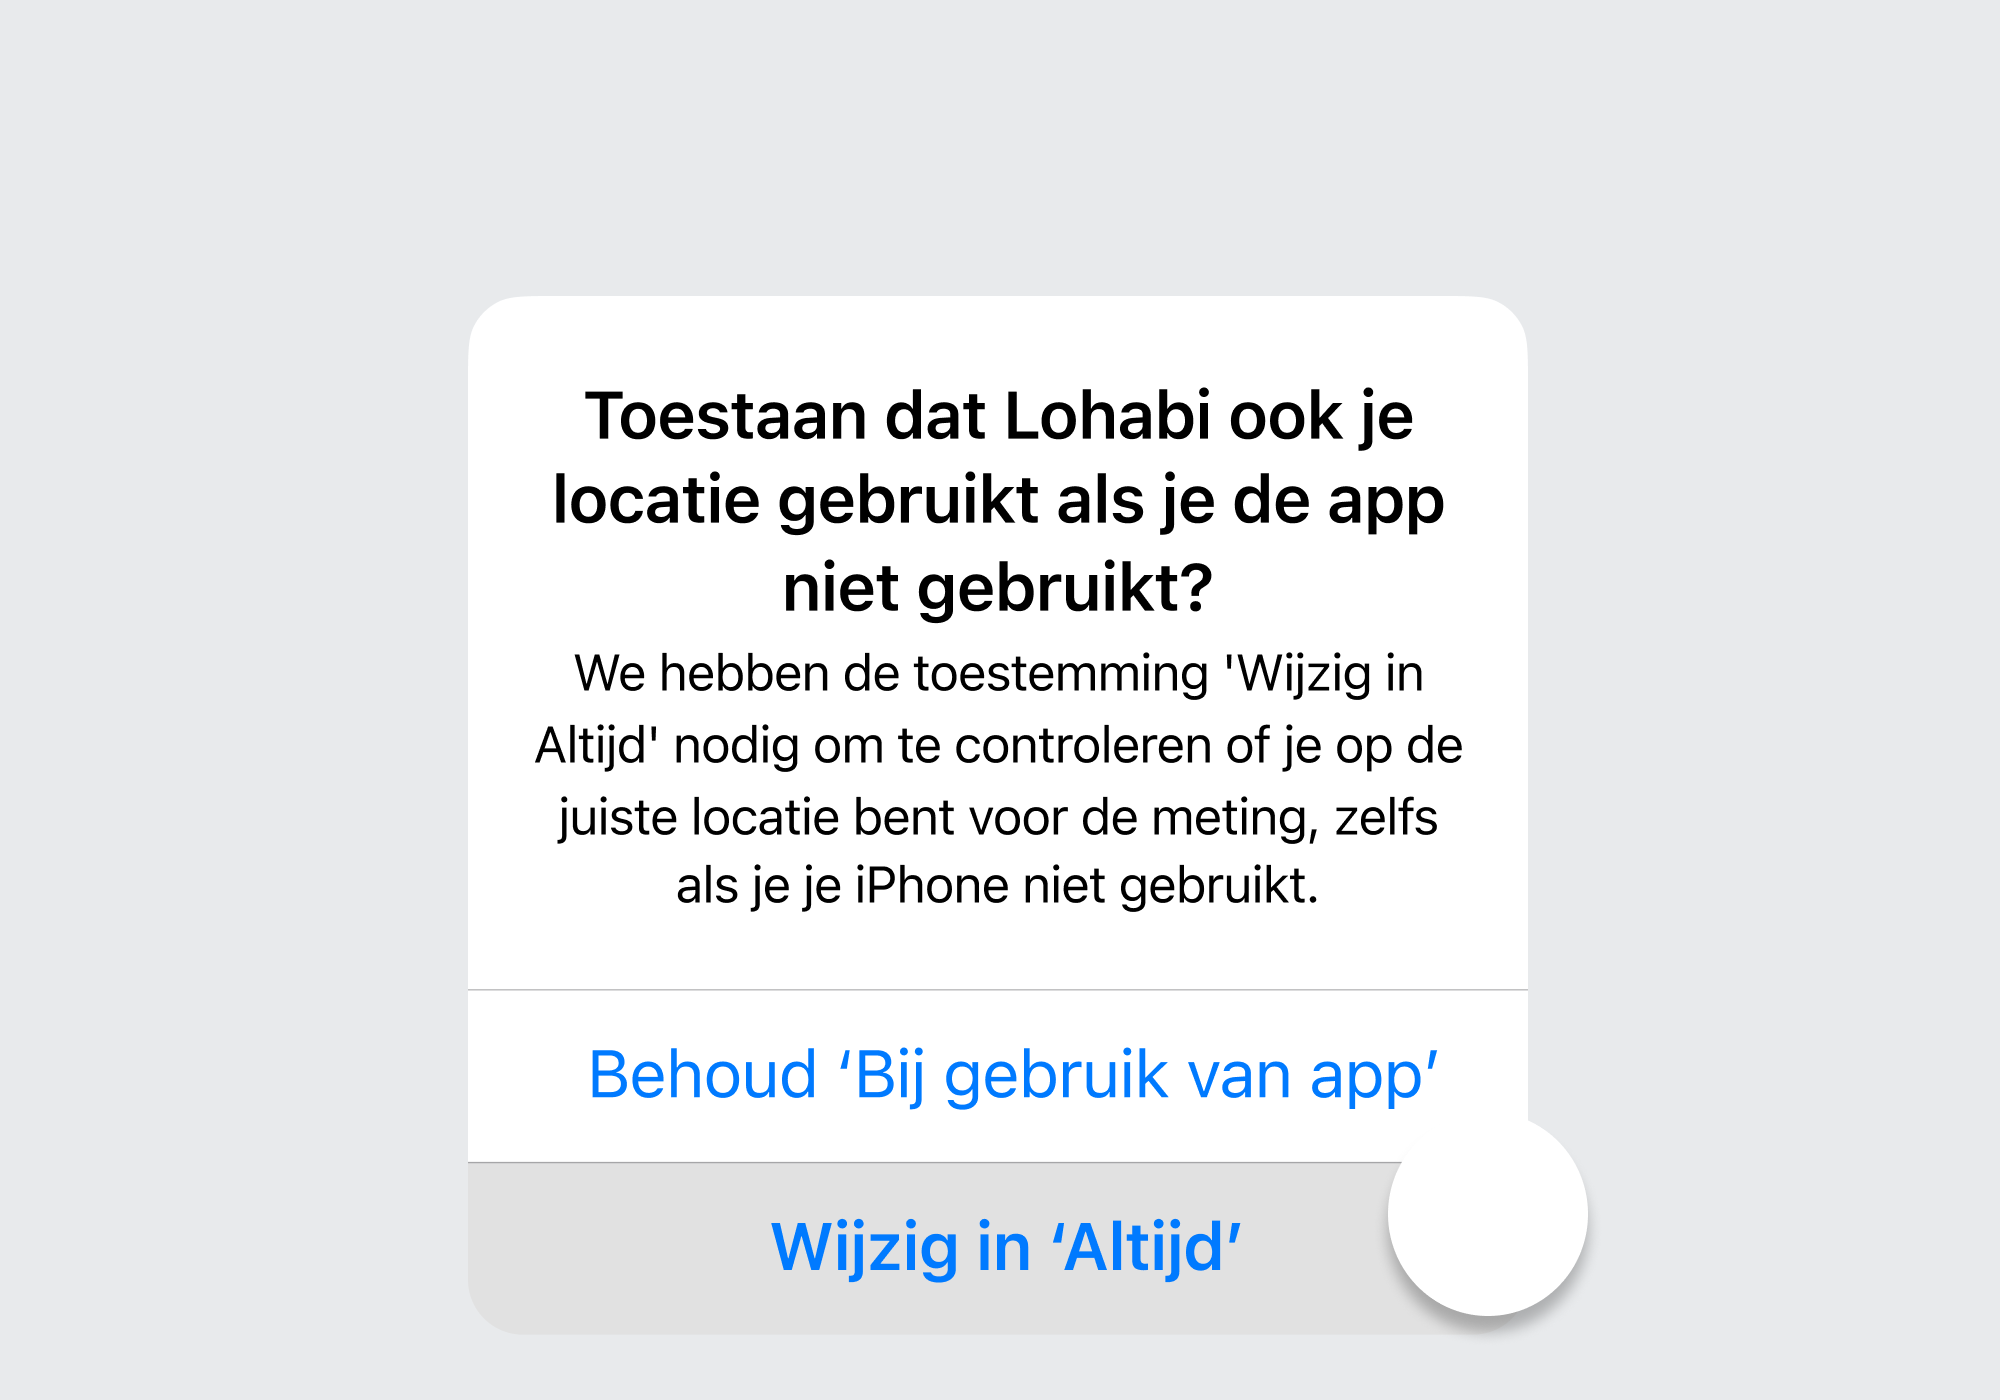 Toestaan dat Lohabi ook je
locatie gebruikt als je de app
niet gebruikt?
We hebben de toestemming 'Wijzig in
Altijd' nodig om te controleren of je op de
juiste locatie bent voor de meting, zelfs
als je je iPhone niet gebruikt.
Behoud ‘Bij gebruik van app’
Wijzig in ‘Altijd’